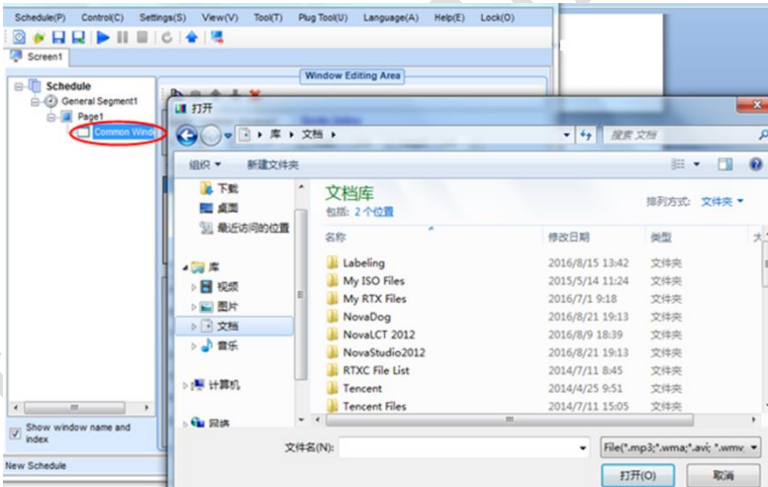 Schedule(P) Control(C) Settings(S) View(V) Tool(T) Plug Tool(U) Language(A) Help(E) Lock(O)
Screen1
Window Editing Area
Schedule
General Segment1
Page1
Common Wind
打开
库 文档
搜索 文档
组织 新建文件夹
下载
桌面
最近访问的位置
库
视频
图片
文档
音乐
计算机
网络
文档库
包括: 2 个位置
排列方式: 文件夹
名称 修改日期 类型 大
Labeling 2016/8/15 13:42 文件夹
My ISO Files 2015/5/14 11:24 文件夹
My RTX Files 2016/7/1 9:18 文件夹
NovaDog 2016/8/21 19:13 文件夹
NovaLCT 2012 2016/8/9 18:39 文件夹
NovaStudio2012 2016/8/21 19:13 文件夹
RTXC File List 2014/7/11 8:45 文件夹
Tencent 2014/4/25 9:51 文件夹
Tencent Files 2014/7/11 15:05 文件夹
Show window name and
index
文件名(N): File(*.mp3;*.wma;*.avi; *.wmv;
打开(O) 取消
New Schedule